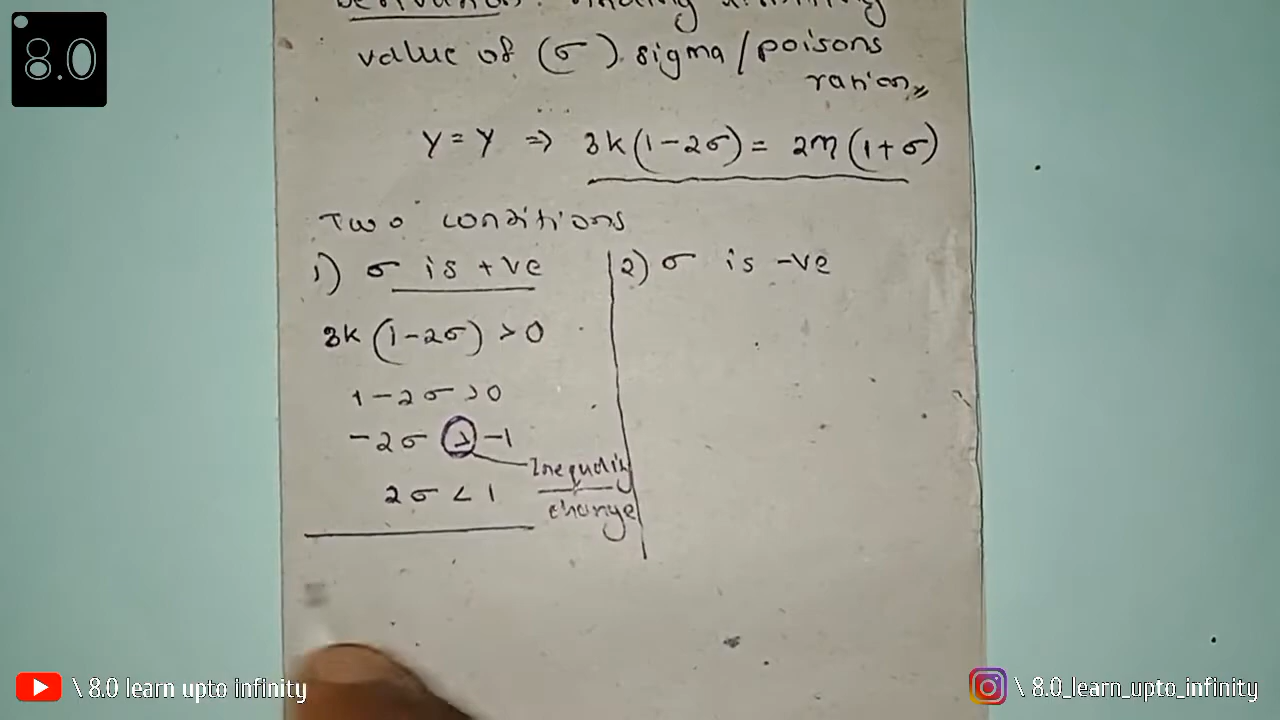 8.0
value of (σ) sigma/poisons
ration
Y = Y ⇒ 3k(1-2σ) = 2η(1+σ)
Two conditions
1) σ is +ve
3k(1-2σ) > 0
1-2σ > 0
-2σ > -1
Inequality
change
2σ < 1
2) σ is -ve
\ 8.0 learn upto infinity
\ 8.0_learn_upto_infinity